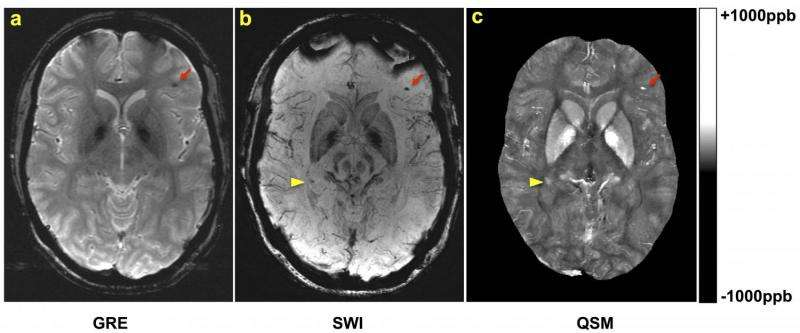 a
b
c
+1000ppb
-1000ppb
GRE
SWI
QSM